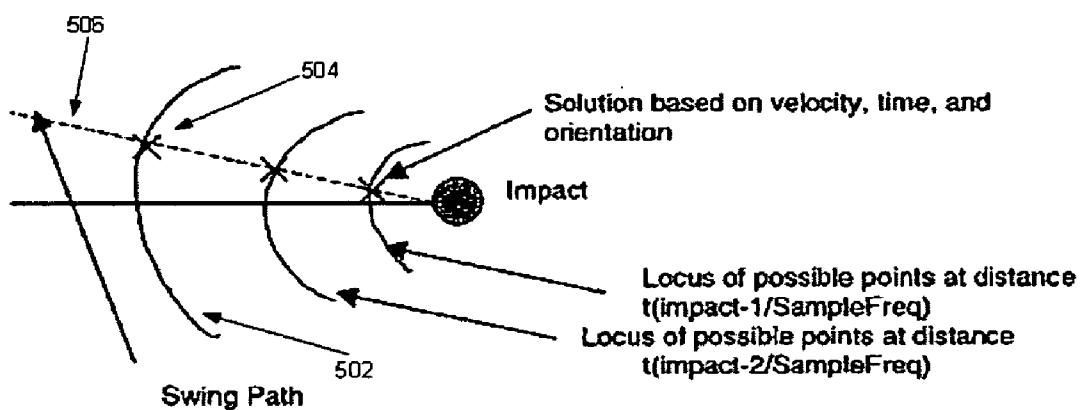 506
504
Solution based on velocity, time, and
orientation
Impact
Locus of possible points at distance
t(impact-1/SampleFreq)
Locus of possible points at distance
t(impact-2/SampleFreq)
502
Swing Path